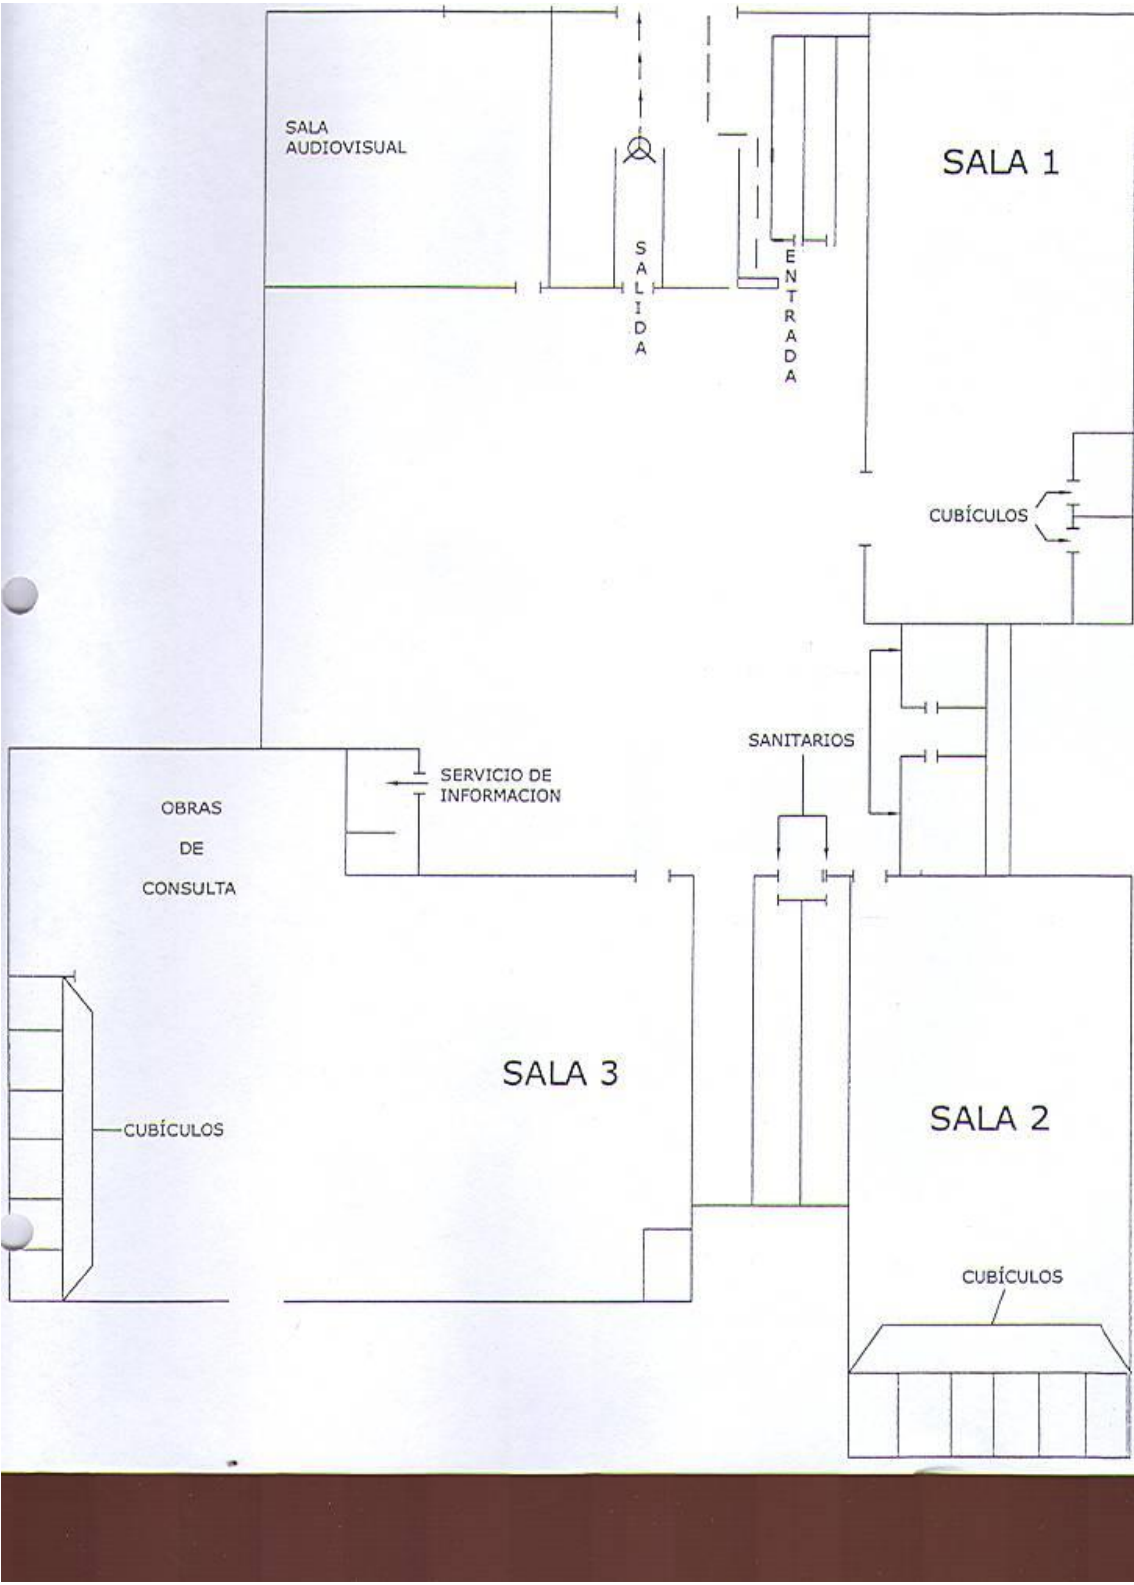 SALA
AUDIOVISUAL
SALA 1
SALIDA
ENTRADA
CUBÍCULOS
SANITARIOS
SERVICIO DE
INFORMACION
OBRAS
DE
CONSULTA
SALA 3
CUBÍCULOS
SALA 2
CUBÍCULOS